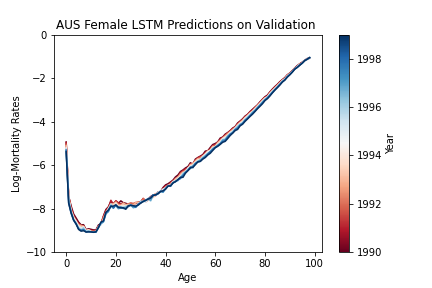 AUS Female LSTM Predictions on Validation
0
−2
−4
−6
−8
−10
Log-Mortality Rates
0 20 40 60 80 100
Age
1998
1996
1994
1992
1990
Year